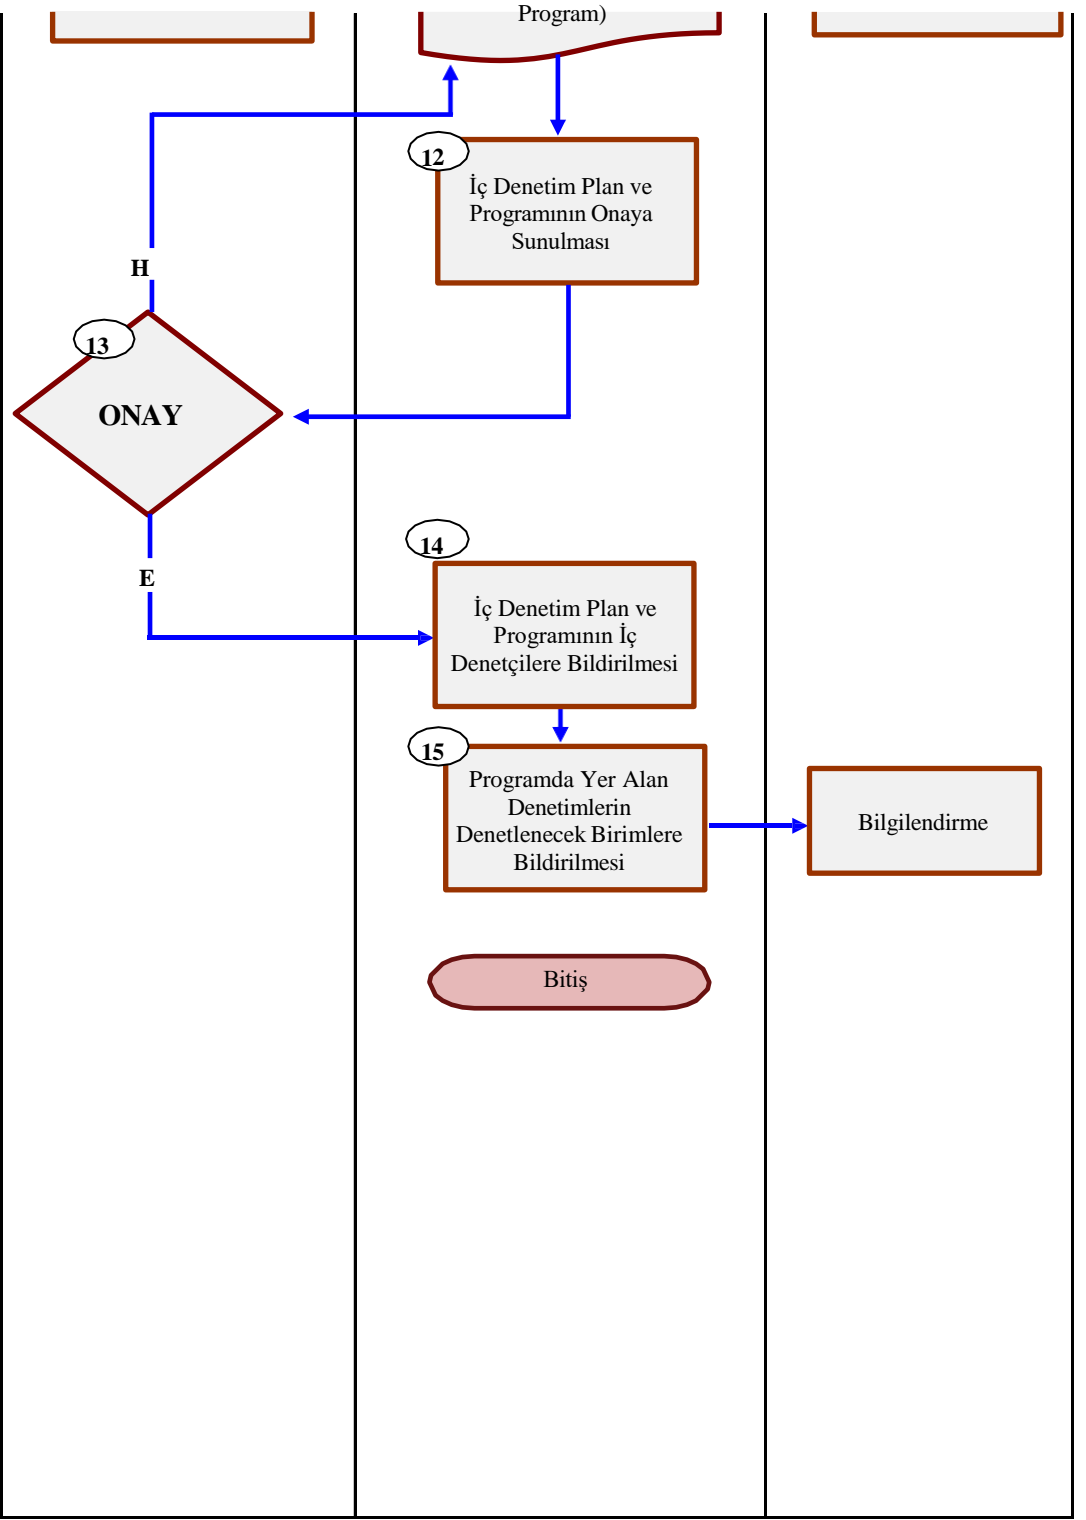 Program)
12
İç Denetim Plan ve
Programının Onaya
Sunulması
H
13
ONAY
E
14
İç Denetim Plan ve
Programının İç
Denetçilere Bildirilmesi
15
Programda Yer Alan
Denetimlerin
Denetlenecek Birimlere
Bildirilmesi
Bilgilendirme
Bitiş